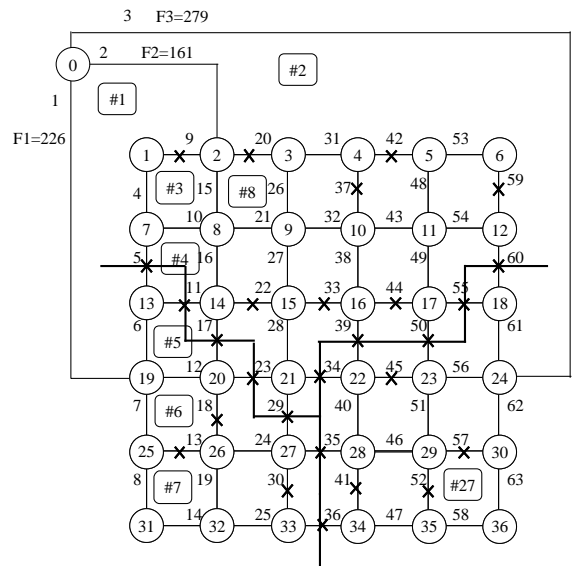 3 F3=279
0 2 F2=161 #2
1 #1
F1=226
9 20 31 42 53
1 2 3 4 5 6
4 #3 15 #8 26 37 48 59
10 21 32 43 54
7 8 9 10 11 12
5 #4 16 27 38 49 60
11 22 33 44 55
13 14 15 16 17 18
6 #5 17 28 39 50 61
12 23 34 45 56
19 20 21 22 23 24
7 #6 18 29 40 51 62
13 24 35 46 57
25 26 27 28 29 30
8 #7 19 30 41 52 #27 63
14 25 36 47 58
31 32 33 34 35 36